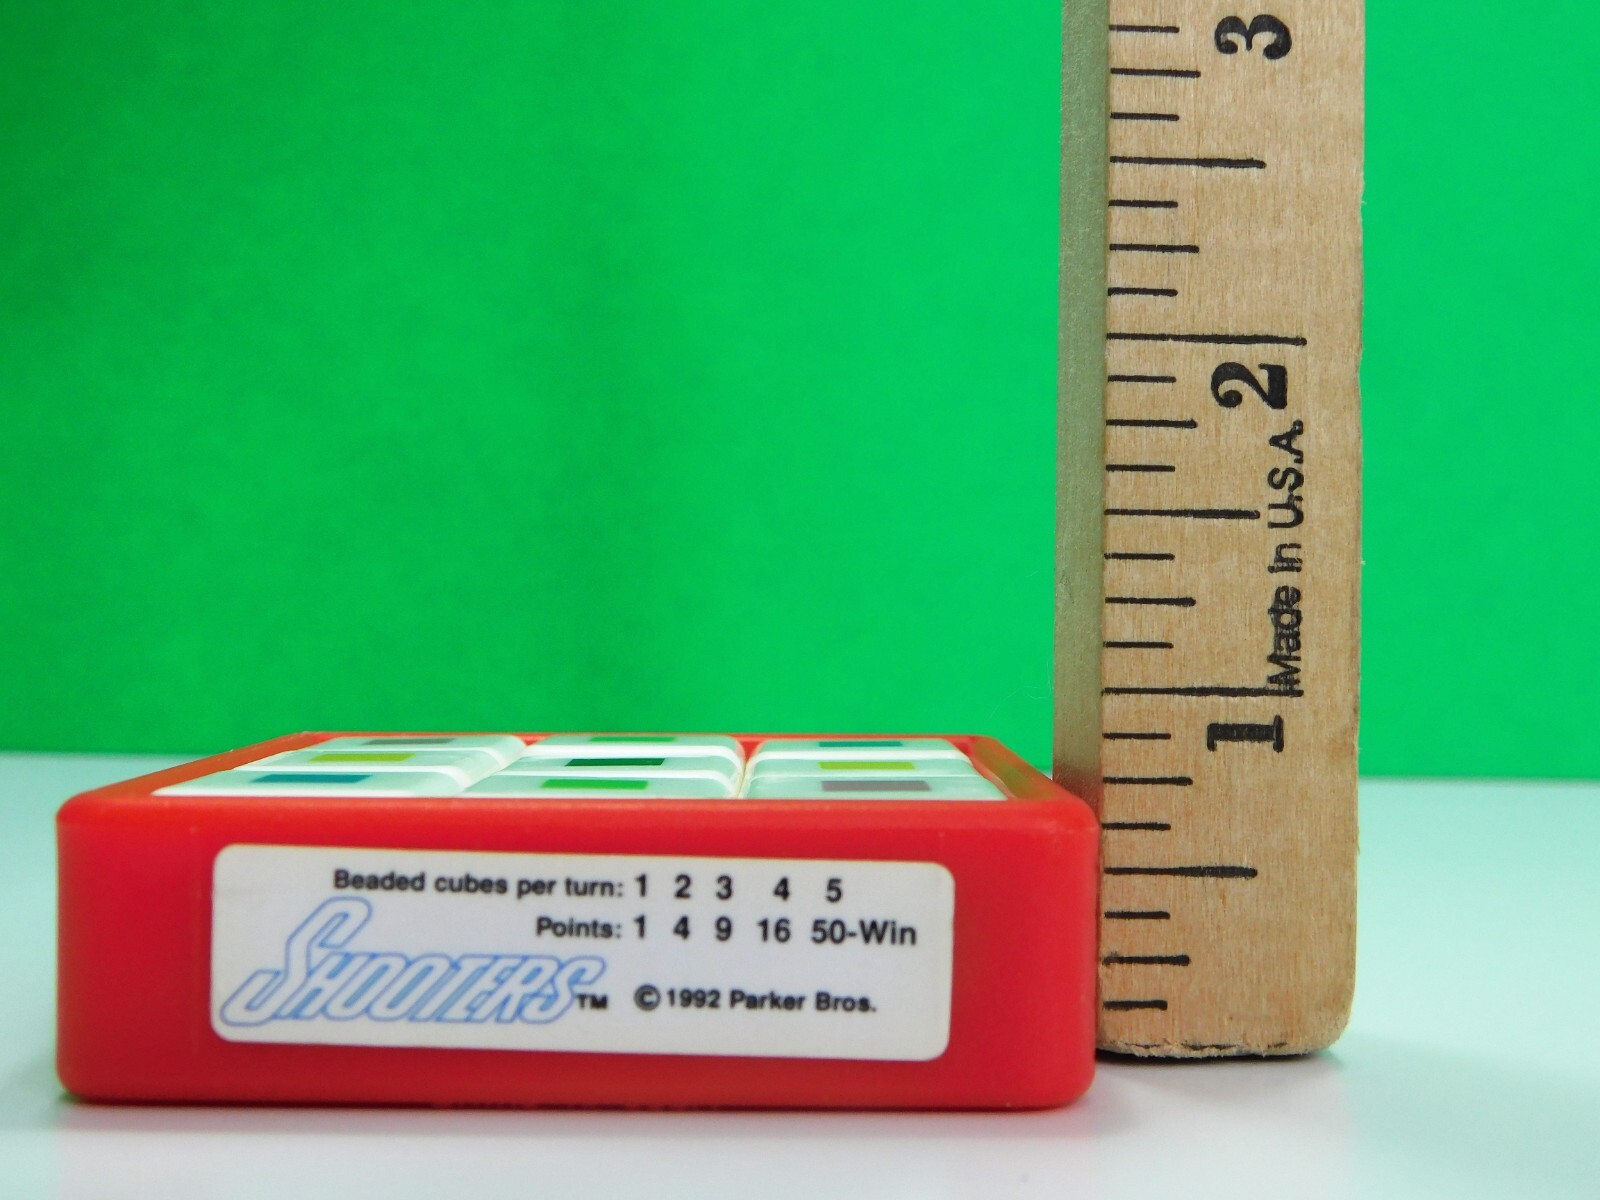 Beaded cubes per turn: 1 2 3 4 5
Points: 1 4 9 16 50-Win
SHOOTERS™ © 1992 Parker Bros.
3
2
Made in U.S.A.
1